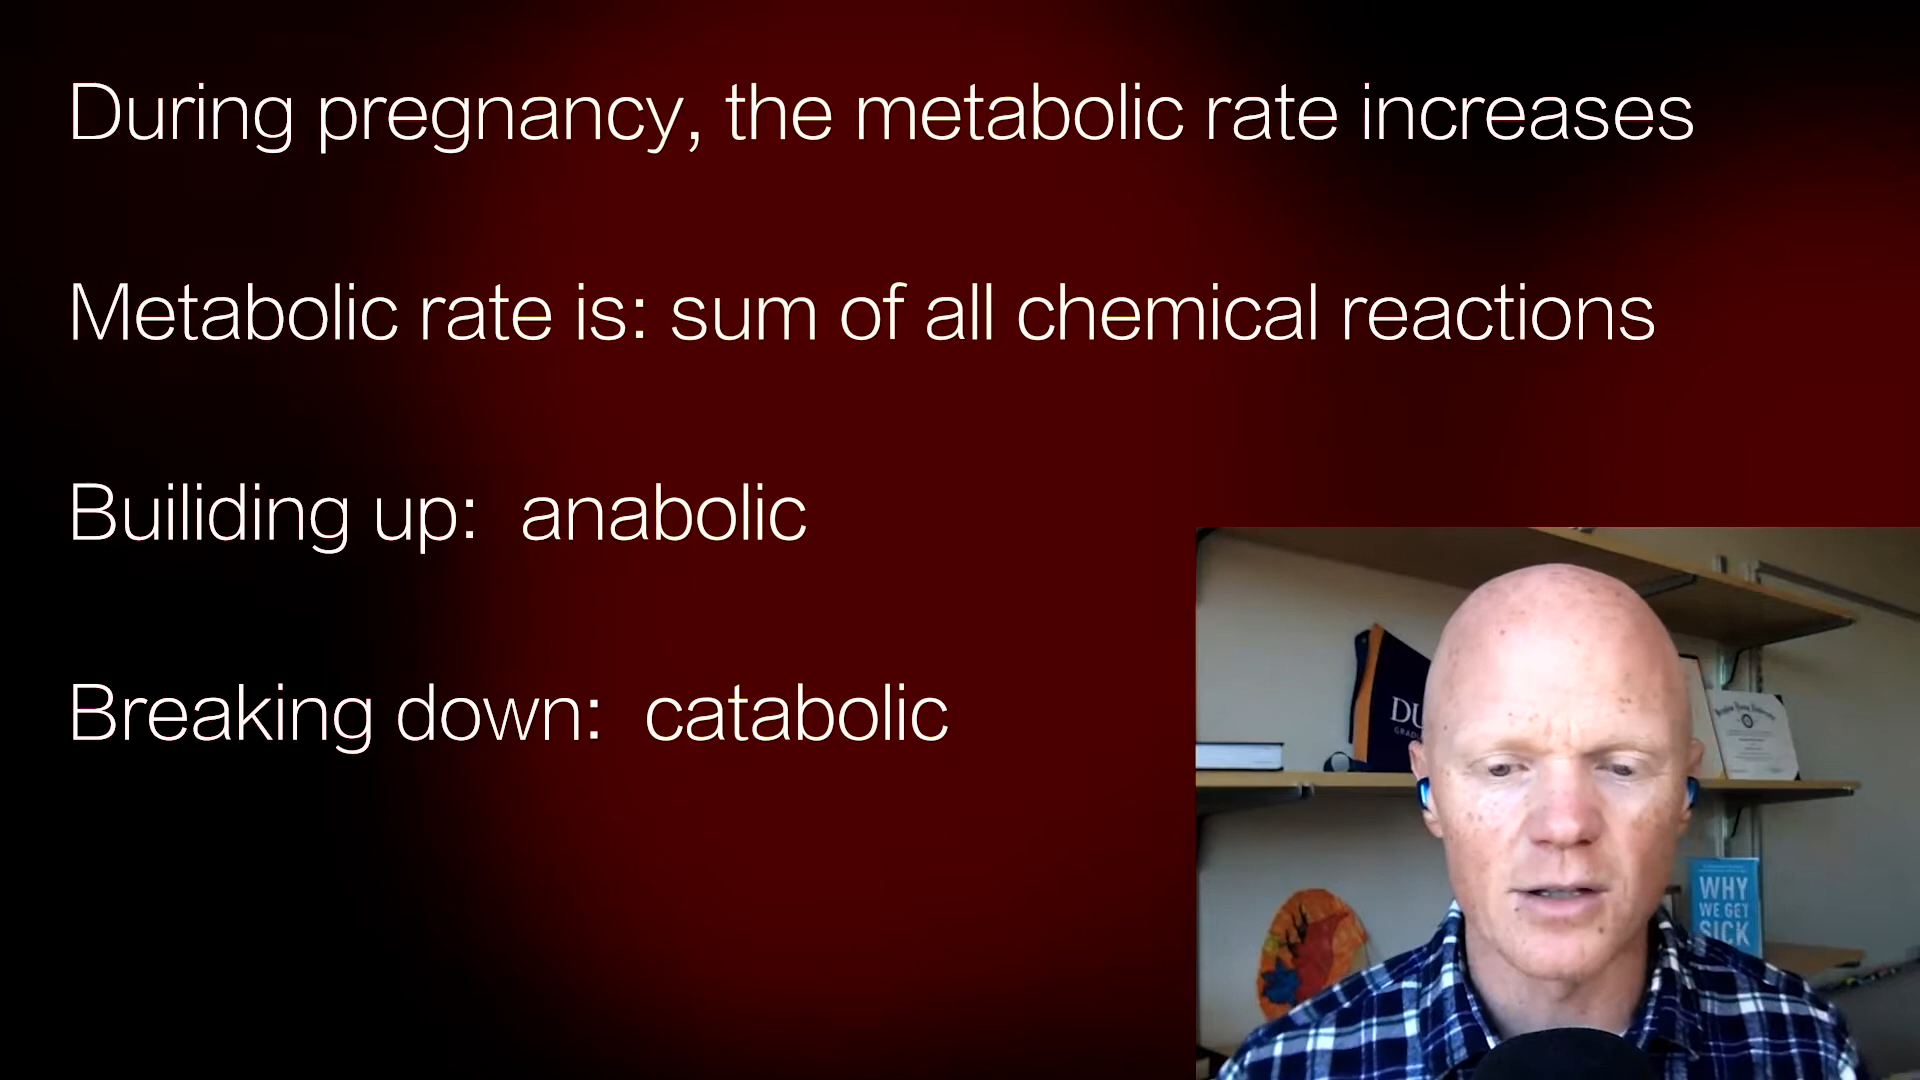 During pregnancy, the metabolic rate increases
Metabolic rate is: sum of all chemical reactions
Builiding up: anabolic
Breaking down: catabolic
WHY
WE GET
SICK